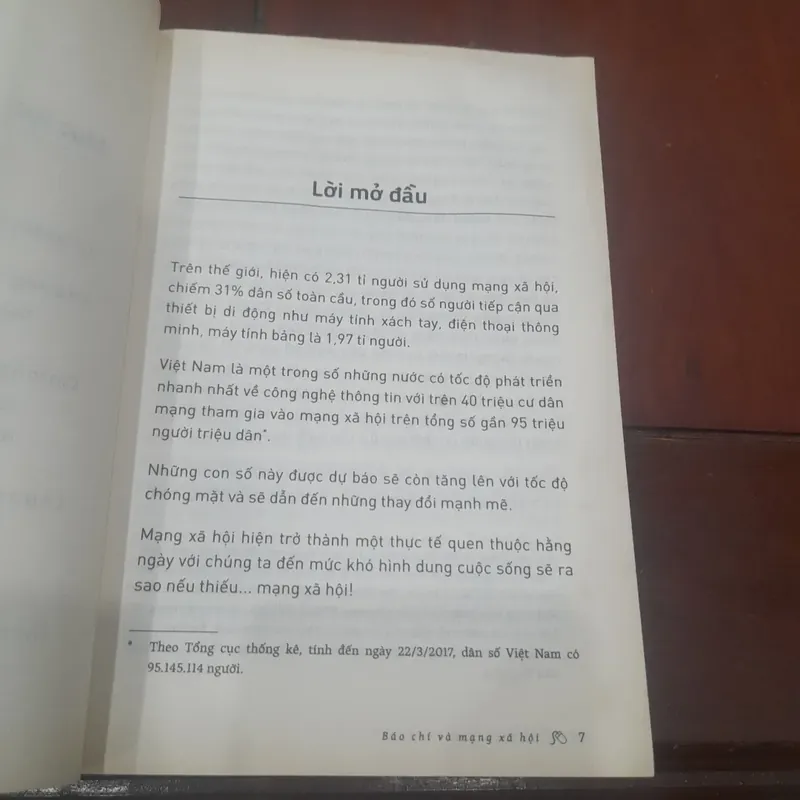 Lời mở đầu
Trên thế giới, hiện có 2,31 tỉ người sử dụng mạng xã hội,
chiếm 31% dân số toàn cầu, trong đó số người tiếp cận qua
thiết bị di động như máy tính xách tay, điện thoại thông
minh, máy tính bảng là 1,97 tỉ người.
Việt Nam là một trong số những nước có tốc độ phát triển
nhanh nhất về công nghệ thông tin với trên 40 triệu cư dân
mạng tham gia vào mạng xã hội trên tổng số gần 95 triệu
người triệu dân*.
Những con số này được dự báo sẽ còn tăng lên với tốc độ
chóng mặt và sẽ dẫn đến những thay đổi mạnh mẽ.
Mạng xã hội hiện trở thành một thực tế quen thuộc hằng
ngày với chúng ta đến mức khó hình dung cuộc sống sẽ ra
sao nếu thiếu... mạng xã hội!
* Theo Tổng cục thống kê, tính đến ngày 22/3/2017, dân số Việt Nam có
95.145.114 người.
Báo chí và mạng xã hội 7